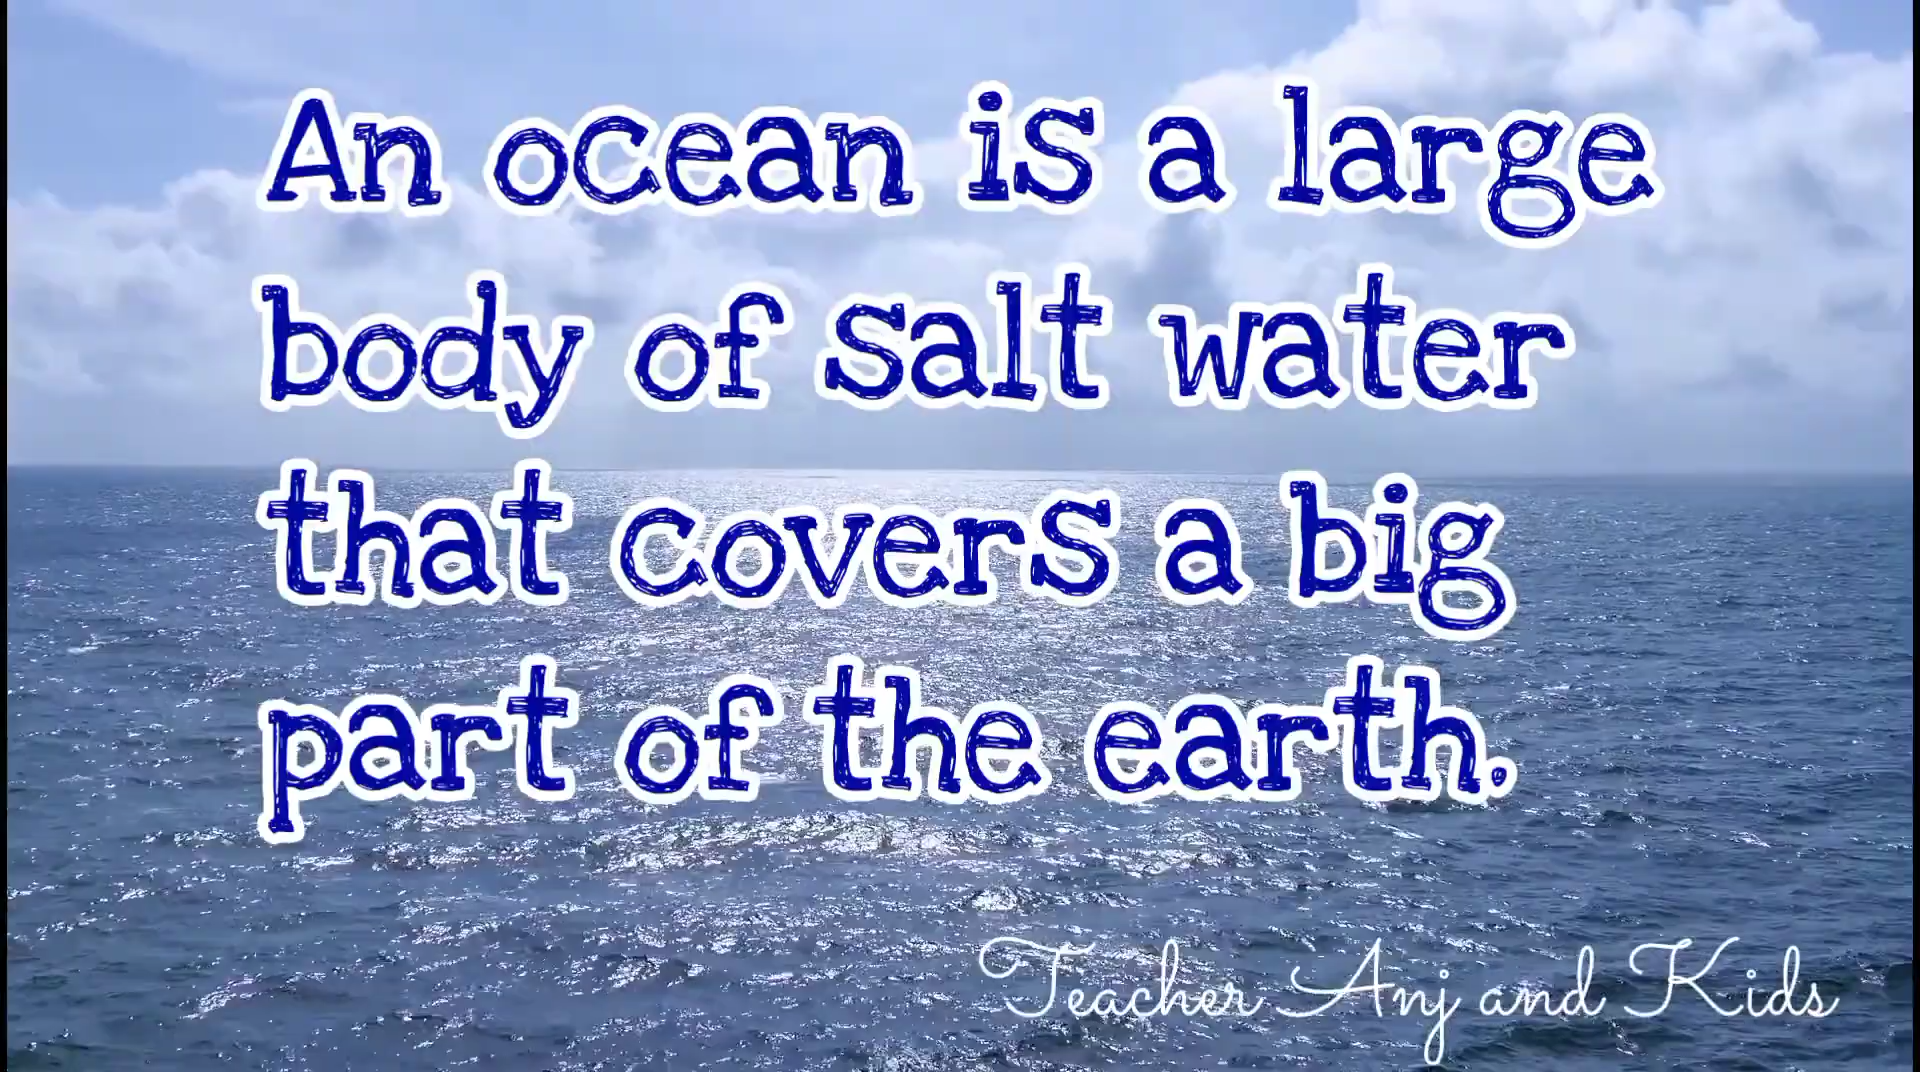 An ocean is a large
body of salt water
that covers a big
part of the earth.
Teacher Anj and Kids